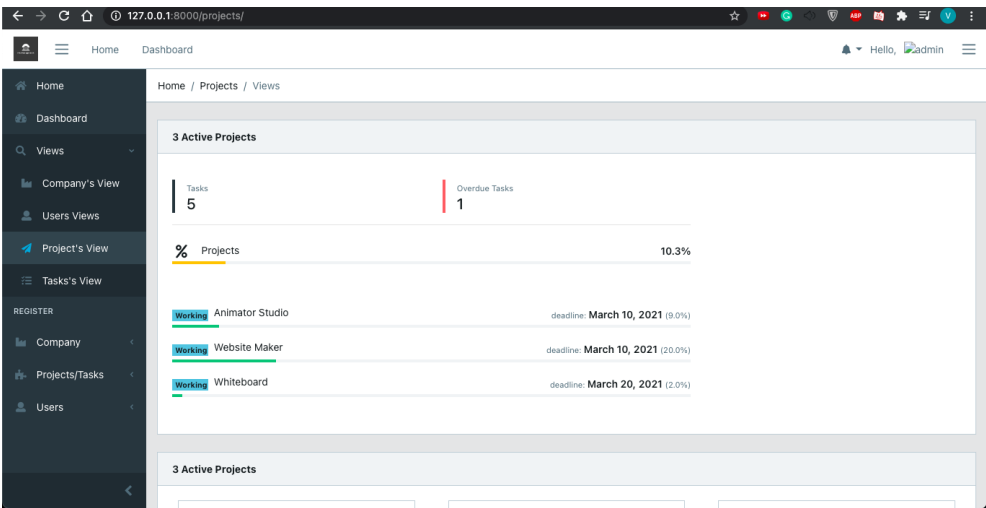 127.0.0.1:8000/projects/
ABP
V
Home Dashboard
Hello, admin
Home
Dashboard
Views
Company's View
Users Views
Project's View
Tasks's View
REGISTER
Company
Projects/Tasks
Users
Home / Projects / Views
3 Active Projects
Tasks
5
Overdue Tasks
1
% Projects 10.3%
Working Animator Studio deadline: March 10, 2021 (9.0%)
Working Website Maker deadline: March 10, 2021 (20.0%)
Working Whiteboard deadline: March 20, 2021 (2.0%)
3 Active Projects